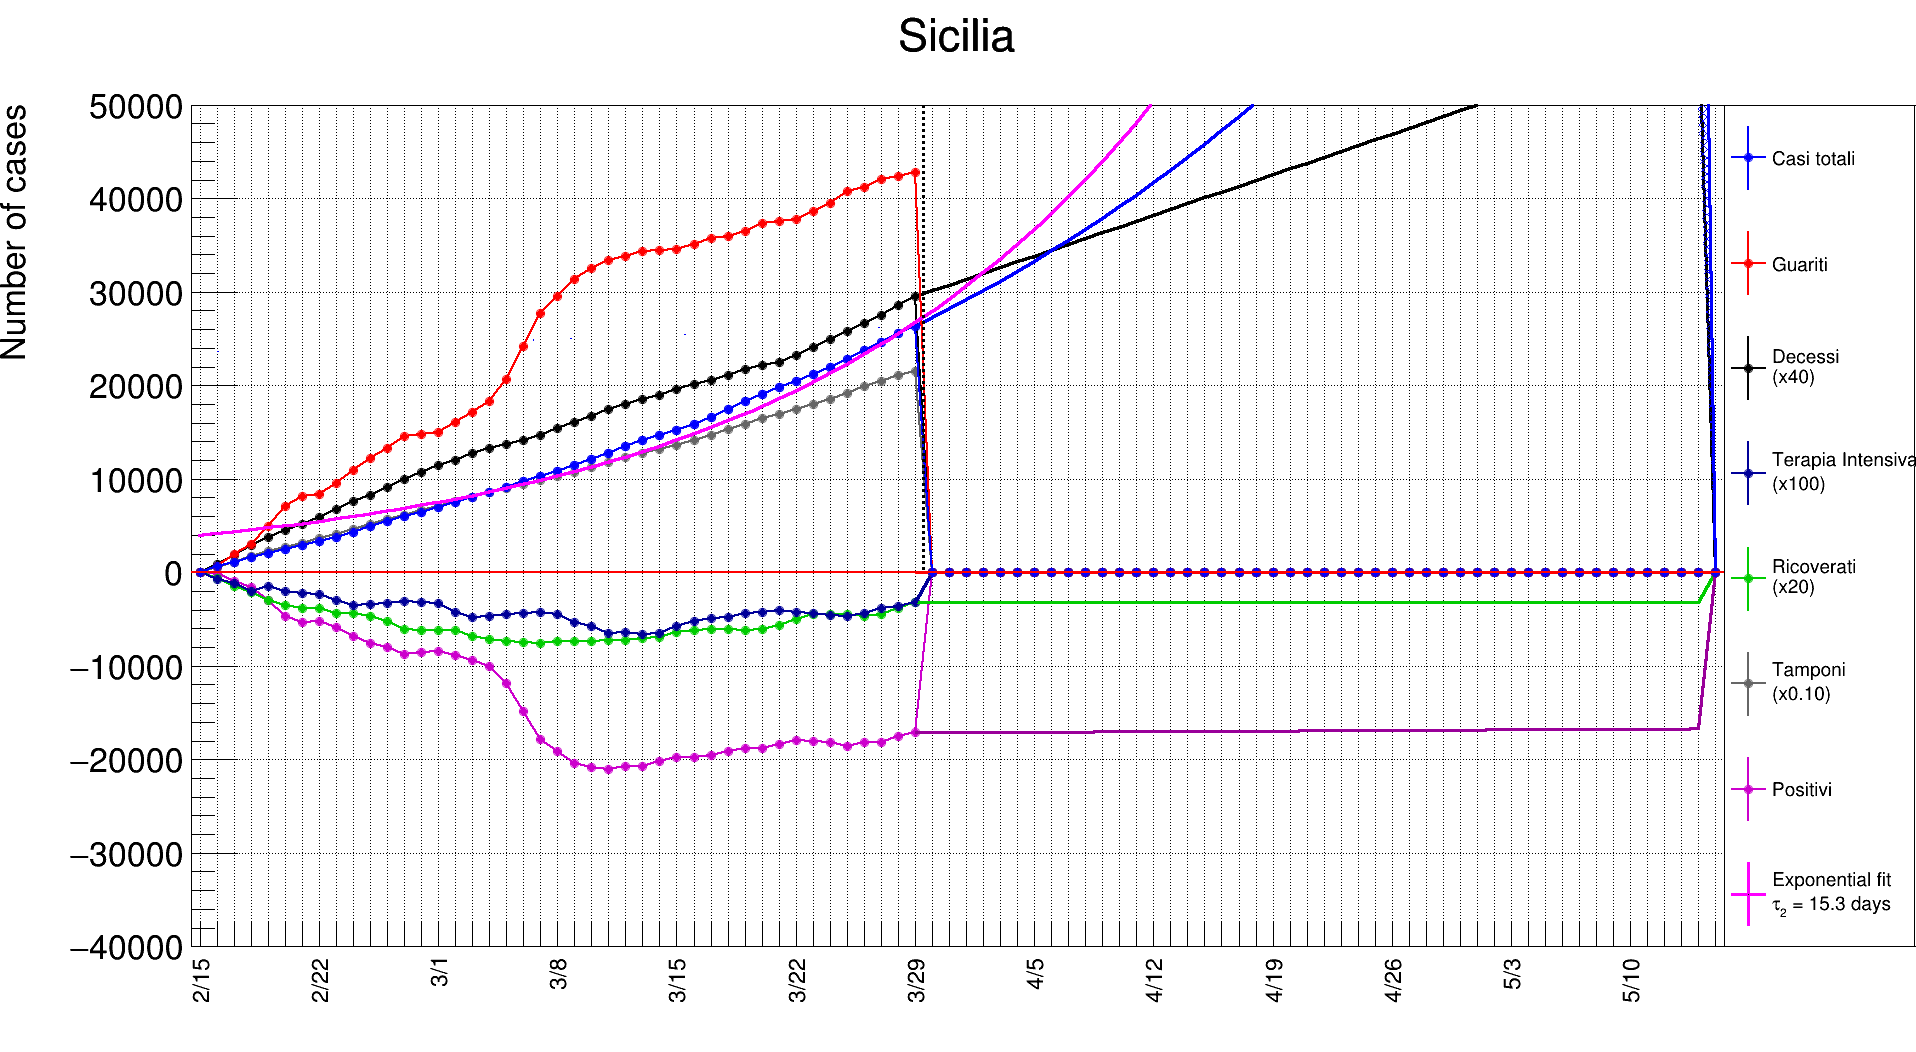 Sicilia
Number of cases
50000
40000
30000
20000
10000
0
−10000
−20000
−30000
−40000
2/15
2/22
3/1
3/8
3/15
3/22
3/29
4/5
4/12
4/19
4/26
5/3
5/10
Casi totali
Guariti
Decessi
(x40)
Terapia Intensiva
(x100)
Ricoverati
(x20)
Tamponi
(x0.10)
Positivi
Exponential fit
τ2 = 15.3 days